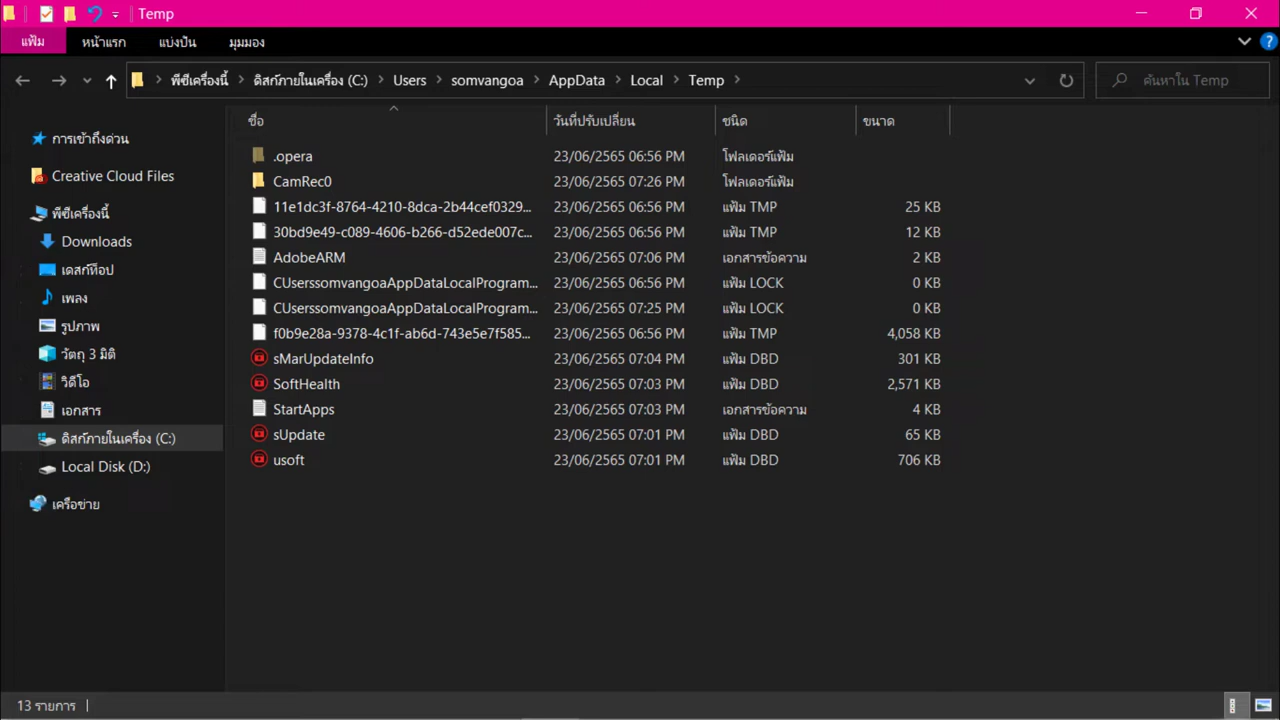 Temp
แฟ้ม หน้าแรก แบ่งปัน มุมมอง
พีซีเครื่องนี้ ดิสก์ภายในเครื่อง (C:) Users somvangoa AppData Local Temp ค้นหาใน Temp
ชื่อ วันที่ปรับเปลี่ยน ชนิด ขนาด
การเข้าถึงด่วน
Creative Cloud Files
พีซีเครื่องนี้
Downloads
เดสก์ท็อป
เพลง
รูปภาพ
วัตถุ 3 มิติ
วิดีโอ
เอกสาร
ดิสก์ภายในเครื่อง (C:)
Local Disk (D:)
เครือข่าย
.opera 23/06/2565 06:56 PM โฟลเดอร์แฟ้ม
CamRec0 23/06/2565 07:26 PM โฟลเดอร์แฟ้ม
11e1dc3f-8764-4210-8dca-2b44cef0329... 23/06/2565 06:56 PM แฟ้ม TMP 25 KB
30bd9e49-c089-4606-b266-d52ede007c... 23/06/2565 06:56 PM แฟ้ม TMP 12 KB
AdobeARM 23/06/2565 07:06 PM เอกสารข้อความ 2 KB
CUserssomvangoaAppDataLocalProgram... 23/06/2565 06:56 PM แฟ้ม LOCK 0 KB
CUserssomvangoaAppDataLocalProgram... 23/06/2565 07:25 PM แฟ้ม LOCK 0 KB
f0b9e28a-9378-4c1f-ab6d-743e5e7f585... 23/06/2565 06:56 PM แฟ้ม TMP 4,058 KB
sMarUpdateInfo 23/06/2565 07:04 PM แฟ้ม DBD 301 KB
SoftHealth 23/06/2565 07:03 PM แฟ้ม DBD 2,571 KB
StartApps 23/06/2565 07:03 PM เอกสารข้อความ 4 KB
sUpdate 23/06/2565 07:01 PM แฟ้ม DBD 65 KB
usoft 23/06/2565 07:01 PM แฟ้ม DBD 706 KB
13 รายการ